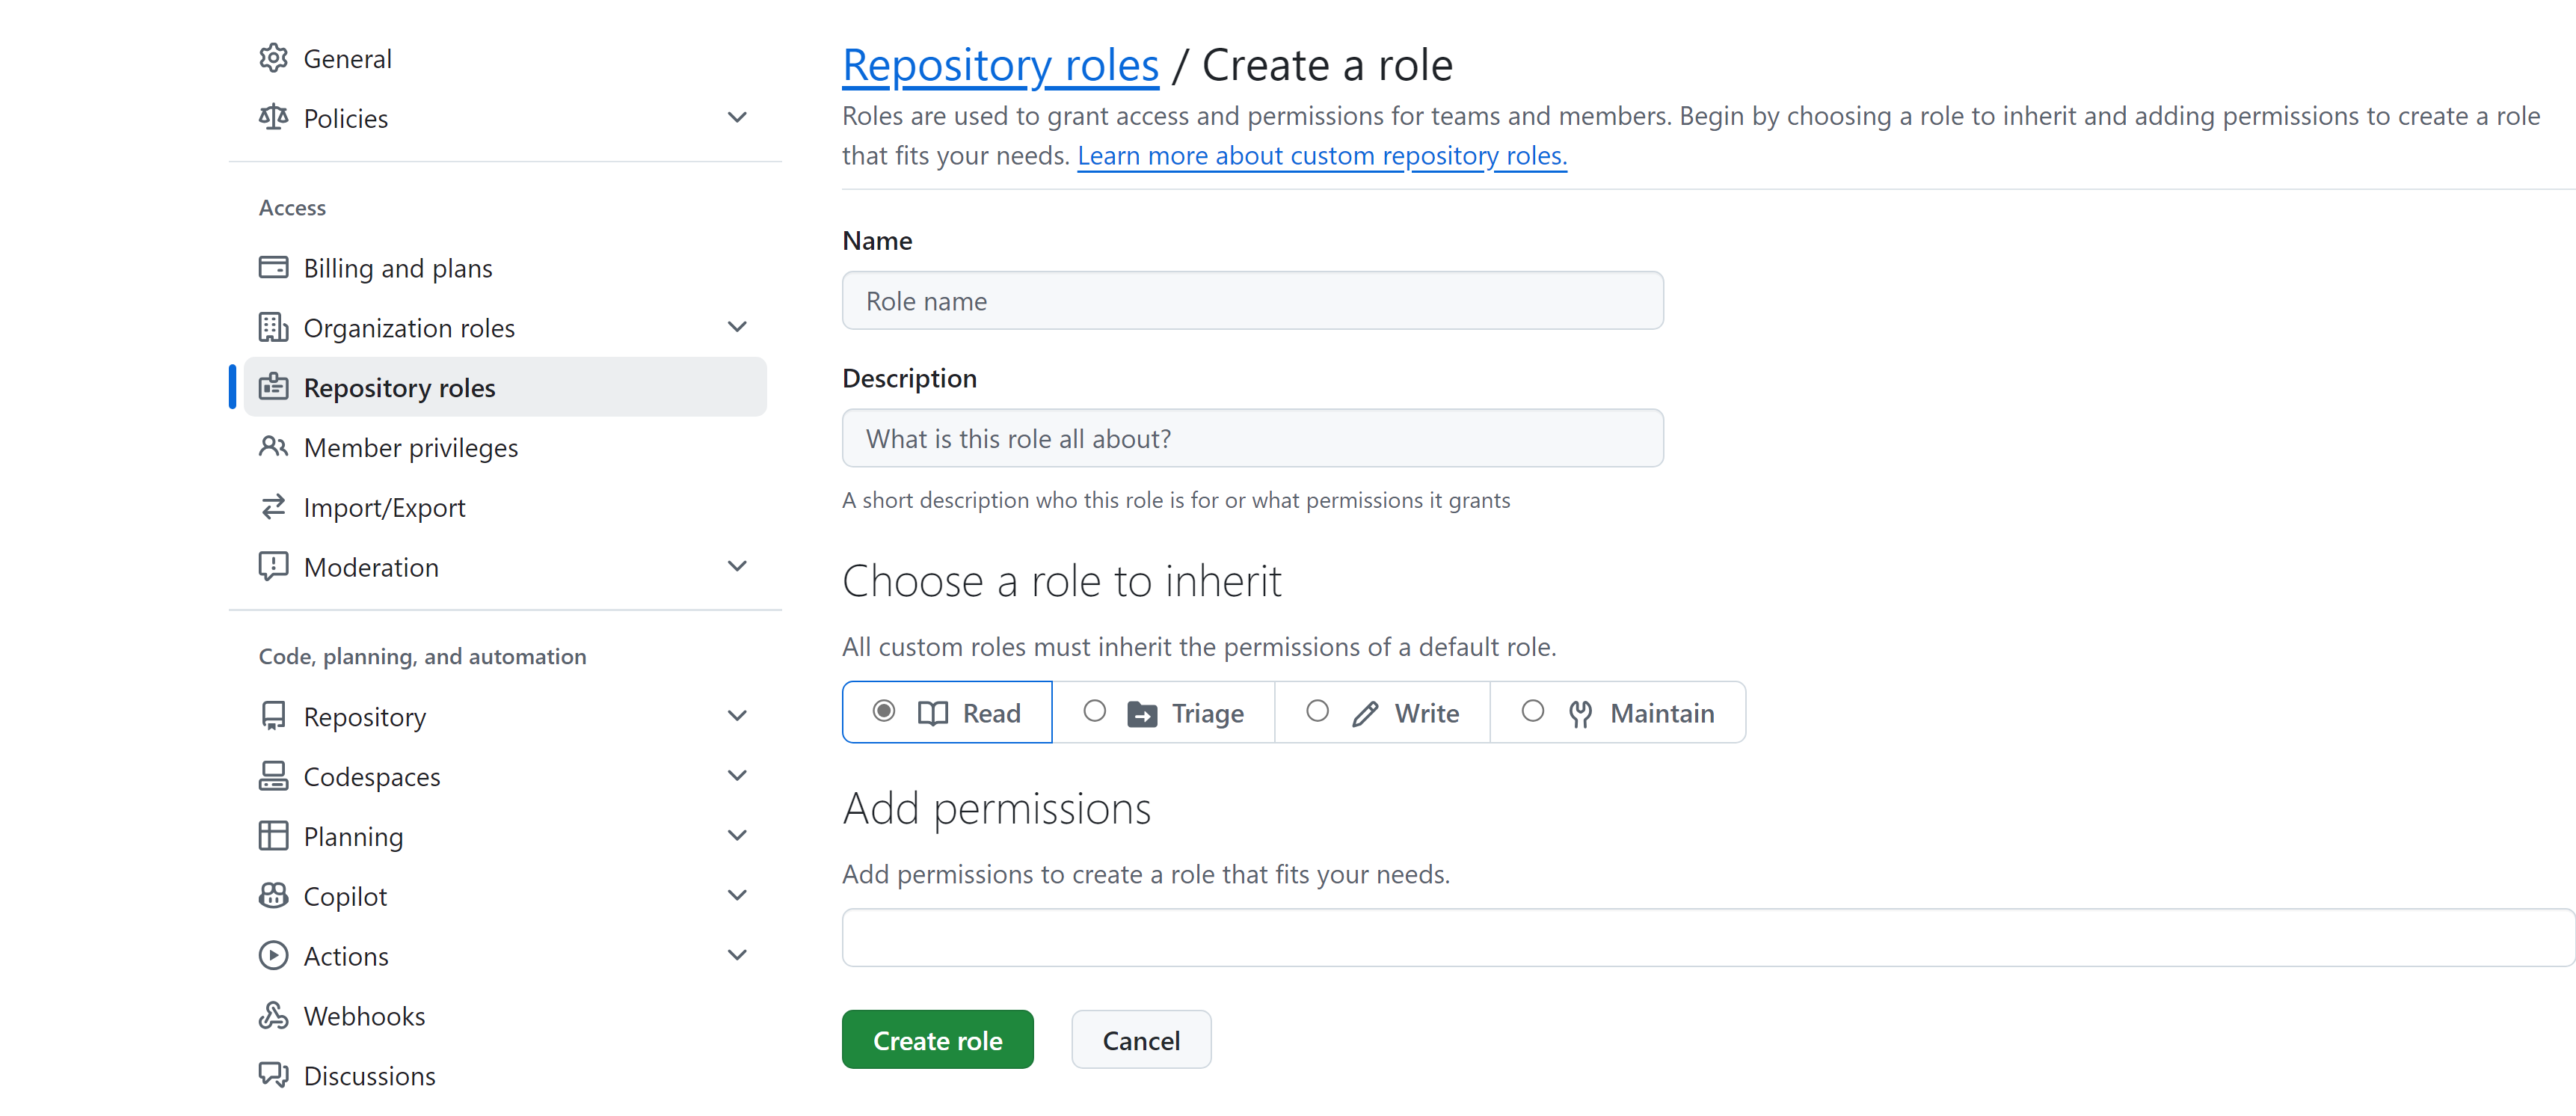 General
Policies
Access
Billing and plans
Organization roles
Repository roles
Member privileges
Import/Export
Moderation
Code, planning, and automation
Repository
Codespaces
Planning
Copilot
Actions
Webhooks
Discussions
Repository roles / Create a role
Roles are used to grant access and permissions for teams and members. Begin by choosing a role to inherit and adding permissions to create a role
that fits your needs. Learn more about custom repository roles.
Name
Role name
Description
What is this role all about?
A short description who this role is for or what permissions it grants
Choose a role to inherit
All custom roles must inherit the permissions of a default role.
Read Triage Write Maintain
Add permissions
Add permissions to create a role that fits your needs.
Create role Cancel